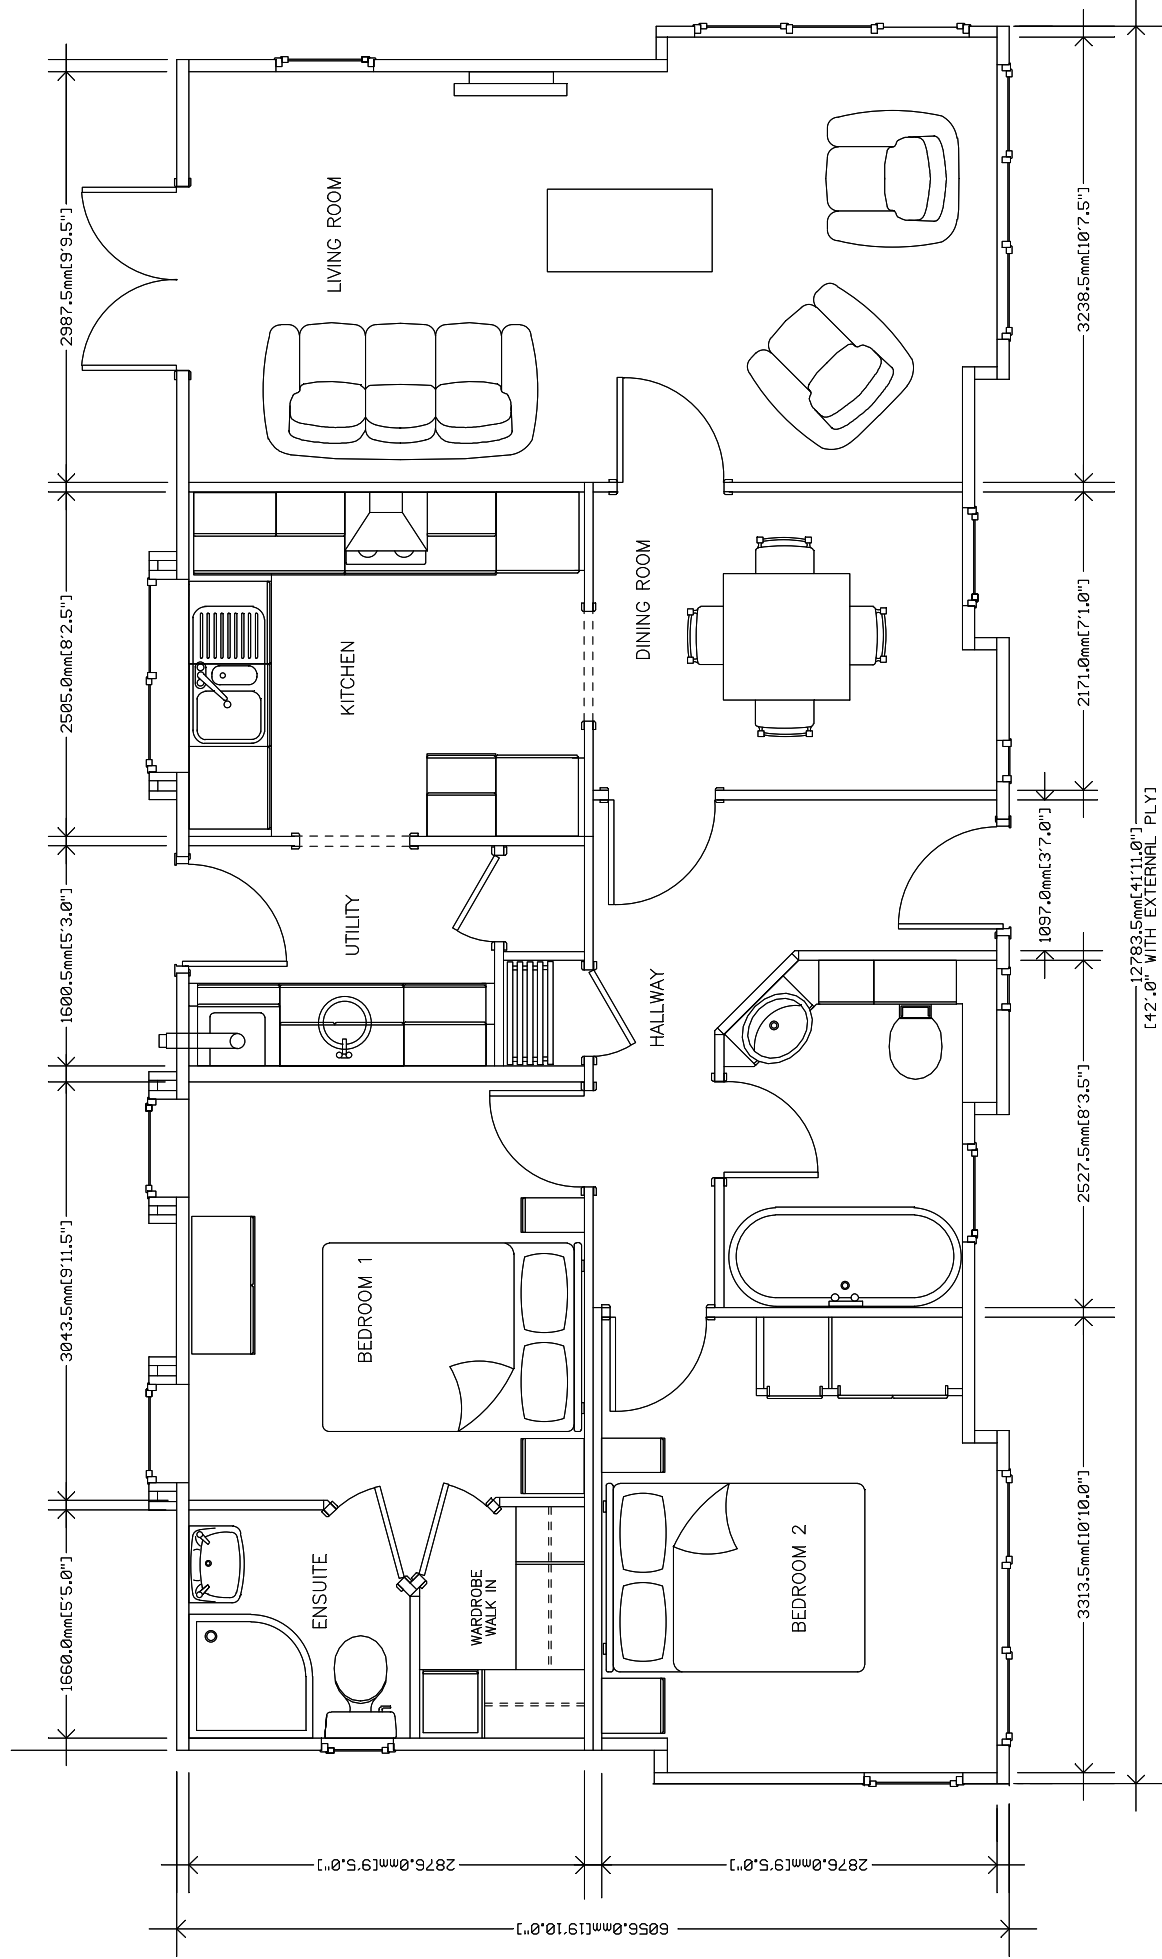 2987.5mm[9'9.5"]
2505.0mm[8'2.5"]
1600.5mm[5'3.0"]
3043.5mm[9'11.5"]
1660.0mm[5'5.0"]
LIVING ROOM
KITCHEN
DINING ROOM
UTILITY
HALLWAY
BEDROOM 1
ENSUITE
WARDROBE
WALK IN
BEDROOM 2
3238.5mm[10'7.5"]
2171.0mm[7'1.0"]
1097.0mm[3'7.0"]
2527.5mm[8'3.5"]
3313.5mm[10'10.0"]
12783.5mm[41'11.0"]
[42'.0" WITH EXTERNAL PLY]
2876.0mm[9'5.0"]
2876.0mm[9'5.0"]
6056.0mm[19'10.0"]